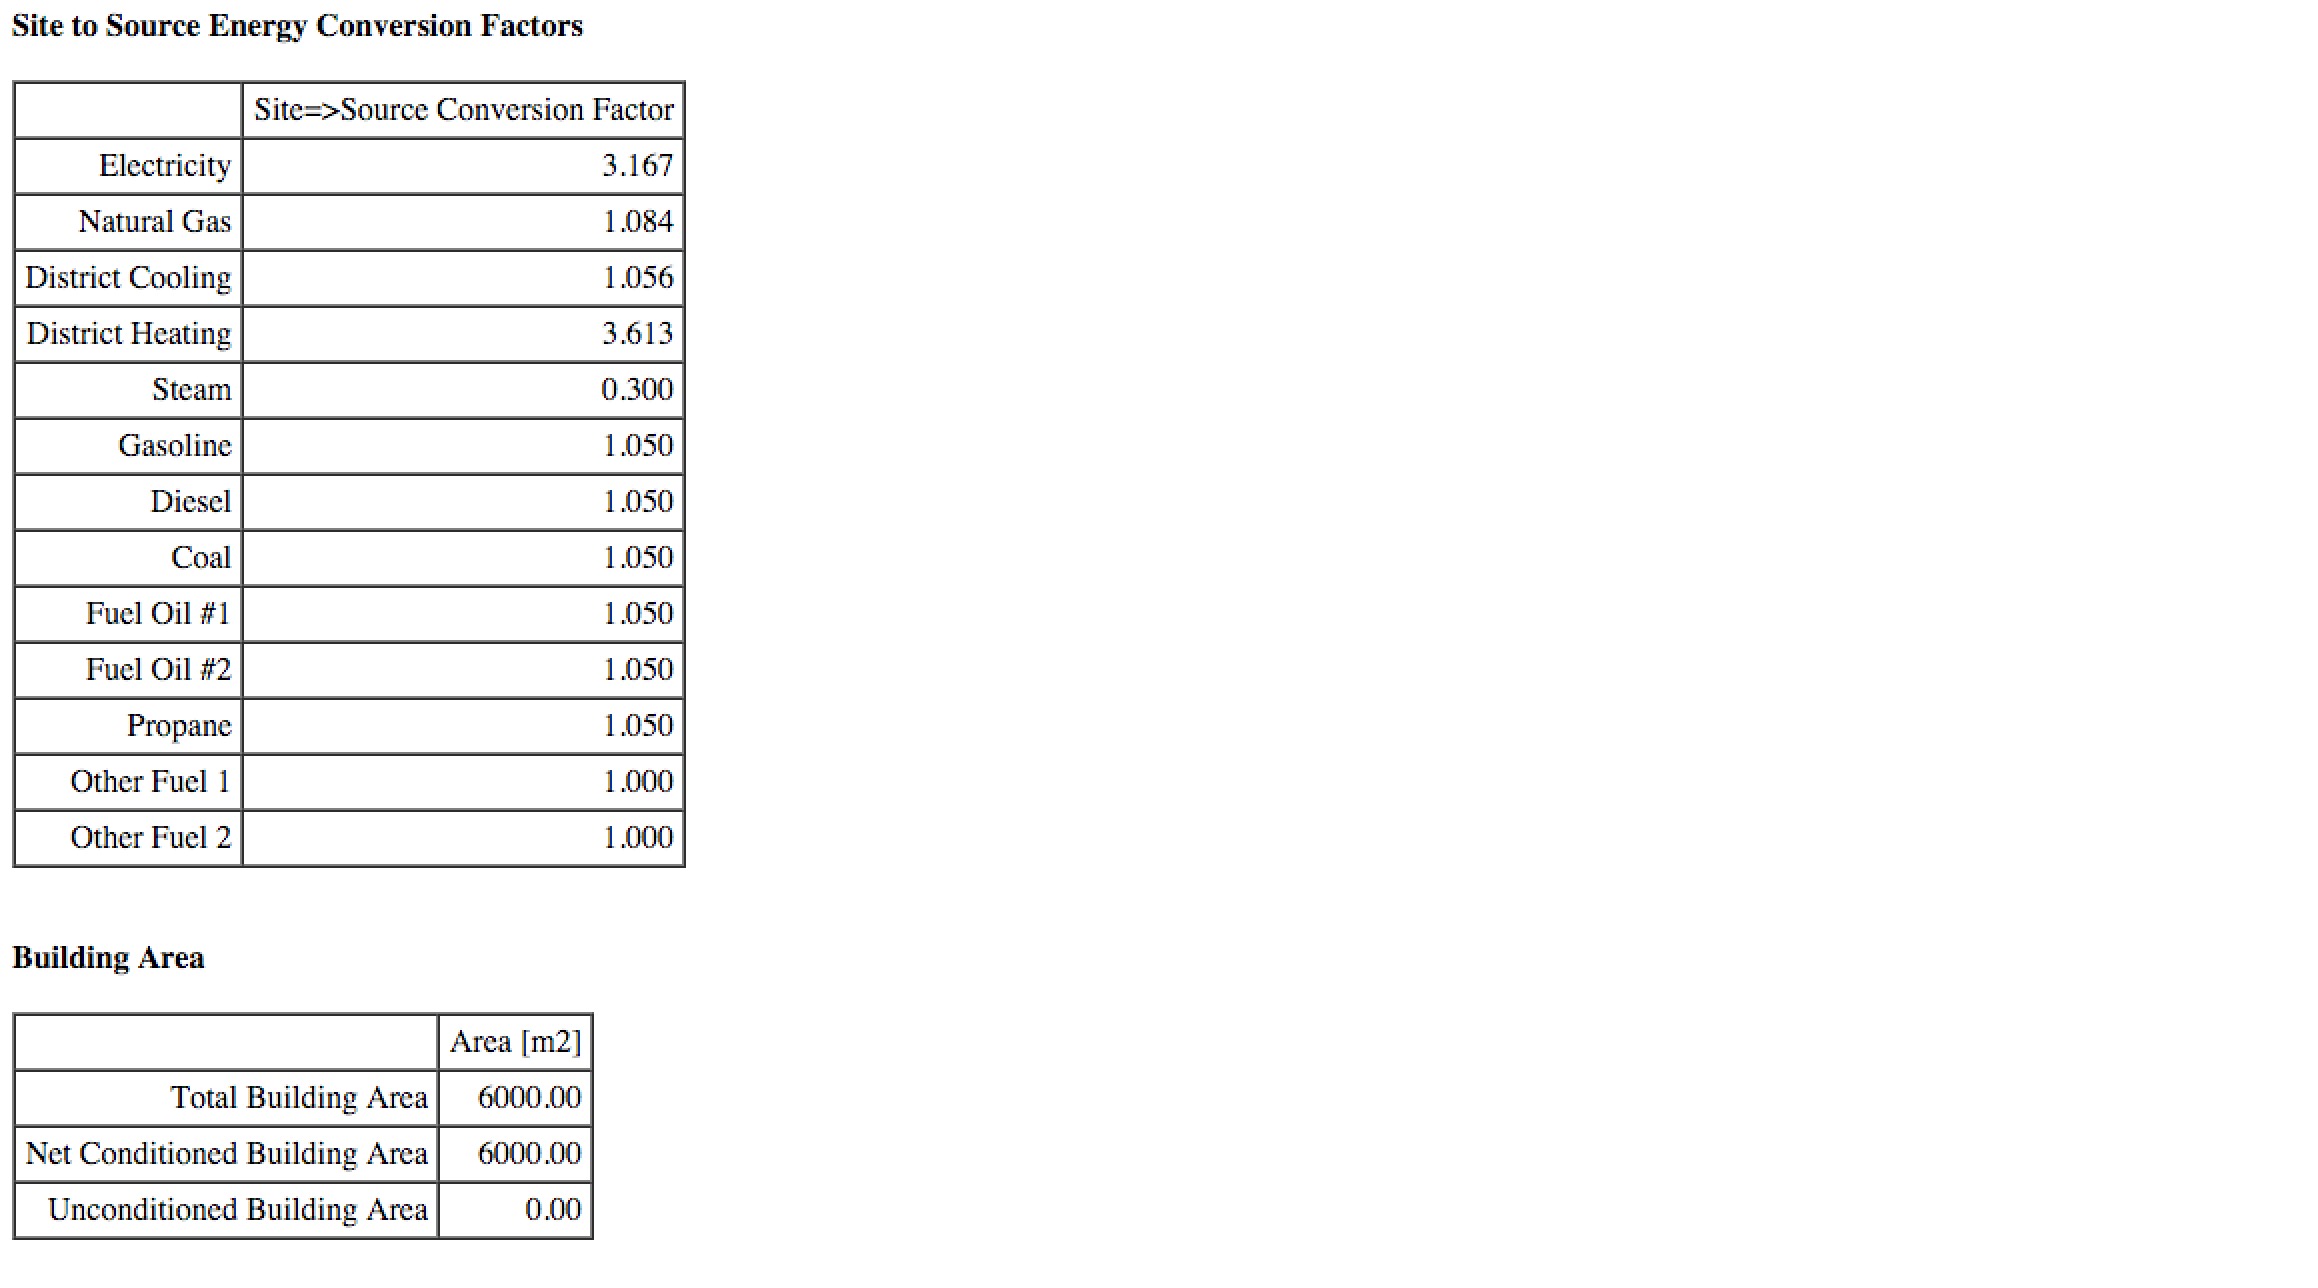 Site to Source Energy Conversion Factors
Site=>Source Conversion Factor
Electricity 3.167
Natural Gas 1.084
District Cooling 1.056
District Heating 3.613
Steam 0.300
Gasoline 1.050
Diesel 1.050
Coal 1.050
Fuel Oil #1 1.050
Fuel Oil #2 1.050
Propane 1.050
Other Fuel 1 1.000
Other Fuel 2 1.000
Building Area
Area [m2]
Total Building Area 6000.00
Net Conditioned Building Area 6000.00
Unconditioned Building Area 0.00